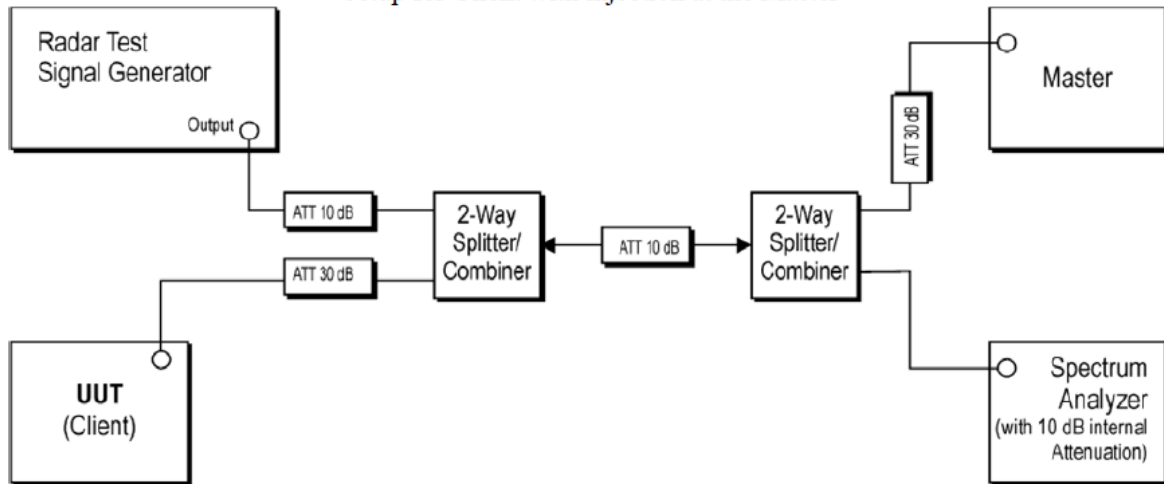 Radar Test
Signal Generator
Output
ATT 10 dB
ATT 30 dB
2-Way
Splitter/
Combiner
ATT 10 dB
2-Way
Splitter/
Combiner
ATT 30 dB
Master
UUT
(Client)
Spectrum
Analyzer
(with 10 dB internal
Attenuation)